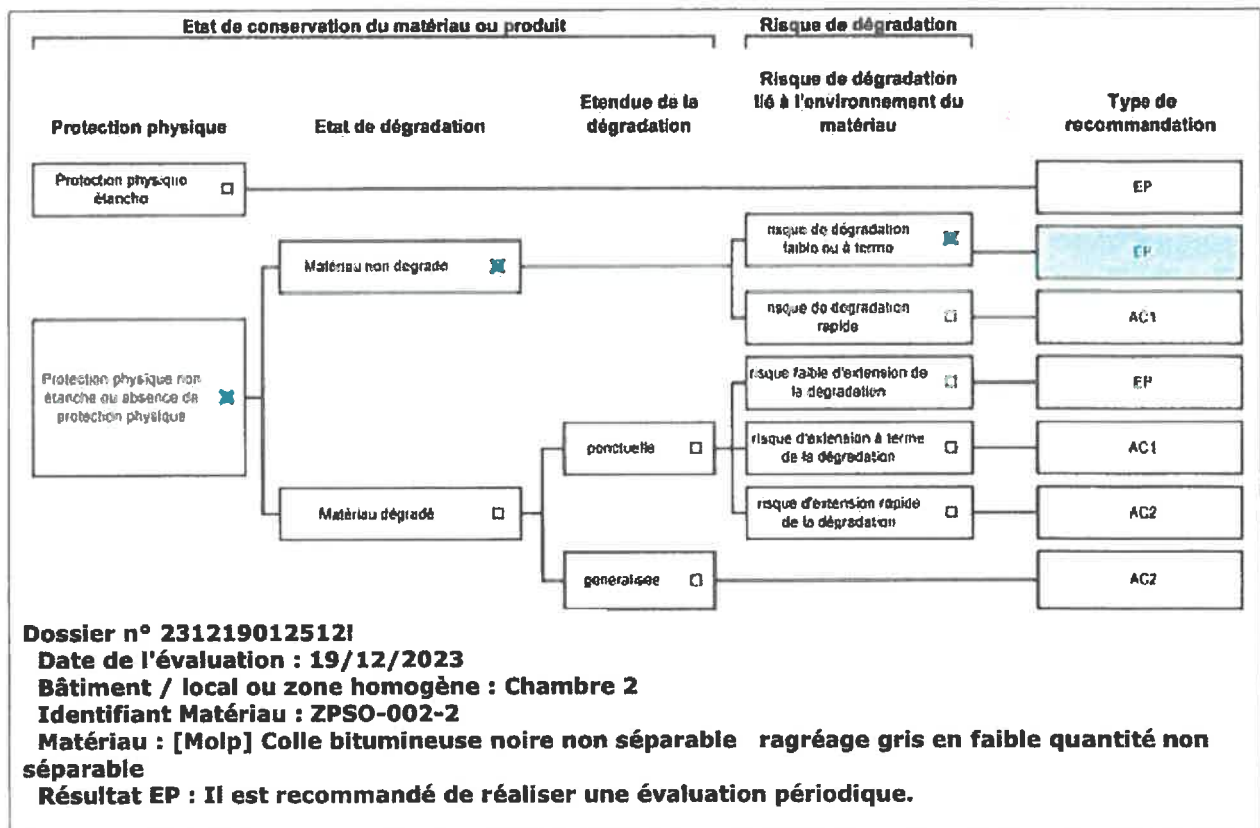 Etat de conservation du matériau ou produit
Risque de dégradation
Protection physique
Etat de dégradation
Etendue de la
dégradation
Risque de dégradation
lié à l'environnement du
matériau
Type de
recommandation
Protection physique
étanche
EP
Protection physique non
étanche ou absence de
protection physique
Matériau non dégradé
risque de dégradation
faible ou à terme
EP
risque de dégradation
rapide
AC1
Matériau dégradé
ponctuelle
risque faible d'extension de
la dégradation
EP
risque d'extension à terme
de la dégradation
AC1
risque d'extension rapide
de la dégradation
AC2
généralisée
AC2
Dossier n° 231219012512I
Date de l'évaluation : 19/12/2023
Bâtiment / local ou zone homogène : Chambre 2
Identifiant Matériau : ZPSO-002-2
Matériau : [Molp] Colle bitumineuse noire non séparable ragréage gris en faible quantité non
séparable
Résultat EP : Il est recommandé de réaliser une évaluation périodique.